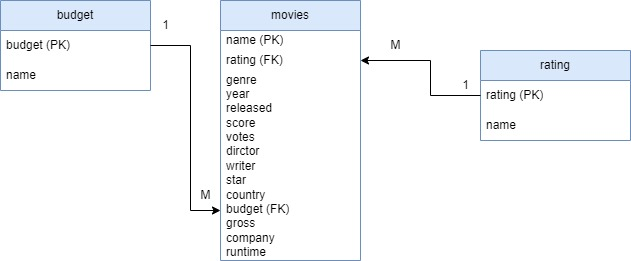 budget
budget (PK)
name
1
M
movies
name (PK)
rating (FK)
genre
year
released
score
votes
dirctor
writer
star
country
budget (FK)
gross
company
runtime
M
1
rating
rating (PK)
name